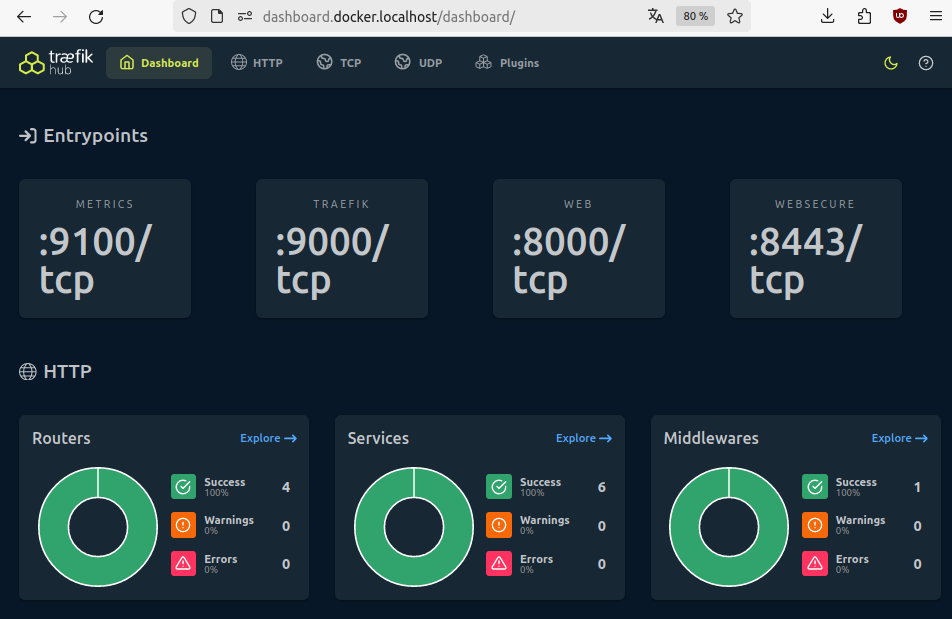 dashboard.docker.localhost/dashboard/
80 %
træfik
hub
Dashboard
HTTP
TCP
UDP
Plugins
Entrypoints
METRICS
:9100/
tcp
TRAEFIK
:9000/
tcp
WEB
:8000/
tcp
WEBSECURE
:8443/
tcp
HTTP
Routers
Explore
Success
100%
4
Warnings
0%
0
Errors
0%
0
Services
Explore
Success
100%
6
Warnings
0%
0
Errors
0%
0
Middlewares
Explore
Success
100%
1
Warnings
0%
0
Errors
0%
0